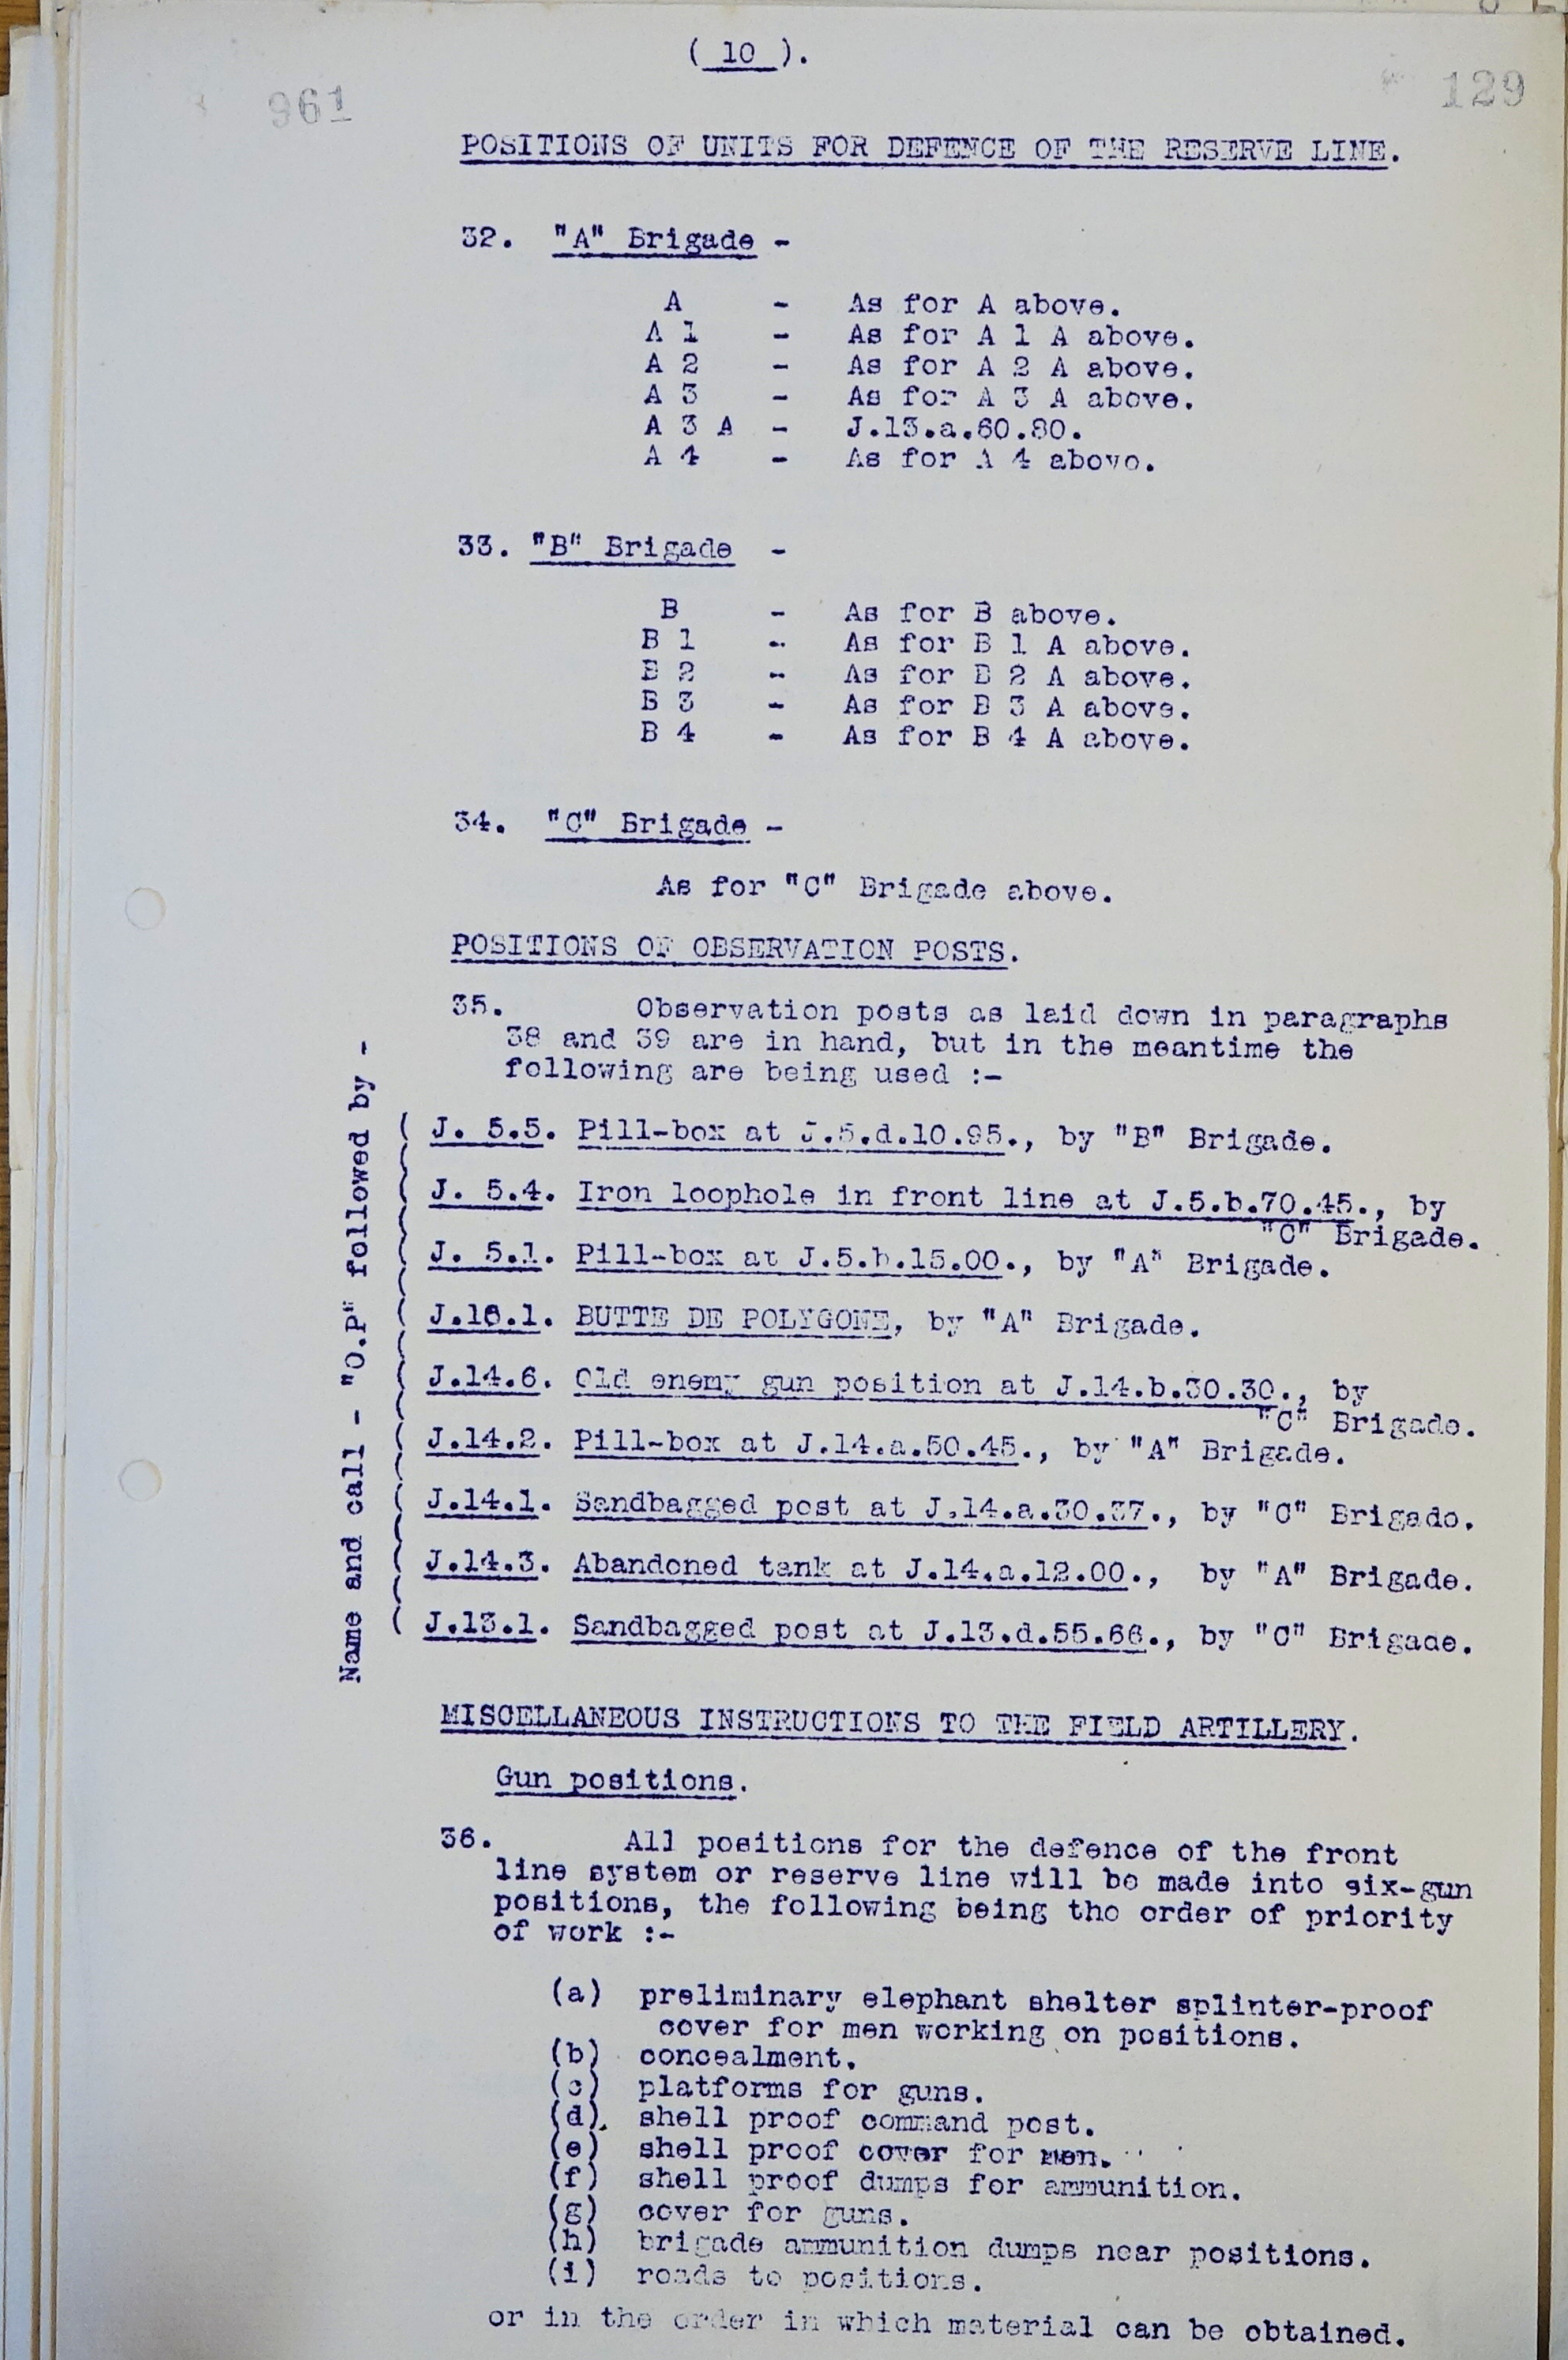 ( 10 ).
961
129
POSITIONS OF UNITS FOR DEFENCE OF THE RESERVE LINE.
32. "A" Brigade -
A - As for A above.
A 1 - As for A 1 A above.
A 2 - As for A 2 A above.
A 3 - As for A 3 A above.
A 3 A - J.13.a.60.80.
A 4 - As for A 4 above.
33. "B" Brigade -
B - As for B above.
B 1 - As for B 1 A above.
B 2 - As for B 2 A above.
B 3 - As for B 3 A above.
B 4 - As for B 4 A above.
34. "C" Brigade -
As for "C" Brigade above.
POSITIONS OF OBSERVATION POSTS.
35. Observation posts as laid down in paragraphs
38 and 39 are in hand, but in the meantime the
following are being used :-
Name and call - "O.P" followed by -
J. 5.5. Pill-box at J.5.d.10.95., by "B" Brigade.
J. 5.4. Iron loophole in front line at J.5.b.70.45., by
"C" Brigade.
J. 5.1. Pill-box at J.5.b.15.00., by "A" Brigade.
J.16.1. BUTTE DE POLYGONE, by "A" Brigade.
J.14.6. Old enemy gun position at J.14.b.30.30., by
"C" Brigade.
J.14.2. Pill-box at J.14.a.50.45., by "A" Brigade.
J.14.1. Sandbagged post at J.14.a.30.37., by "C" Brigade.
J.14.3. Abandoned tank at J.14.a.12.00., by "A" Brigade.
J.13.1. Sandbagged post at J.13.d.55.66., by "C" Brigade.
MISCELLANEOUS INSTRUCTIONS TO THE FIELD ARTILLERY.
Gun positions.
36. All positions for the defence of the front
line system or reserve line will be made into six-gun
positions, the following being the order of priority
of work :-
(a) preliminary elephant shelter splinter-proof
cover for men working on positions.
(b) concealment.
(c) platforms for guns.
(d). shell proof command post.
(e) shell proof cover for men.
(f) shell proof dumps for ammunition.
(g) cover for guns.
(h) brigade ammunition dumps near positions.
(i) roads to positions.
or in the order in which material can be obtained.